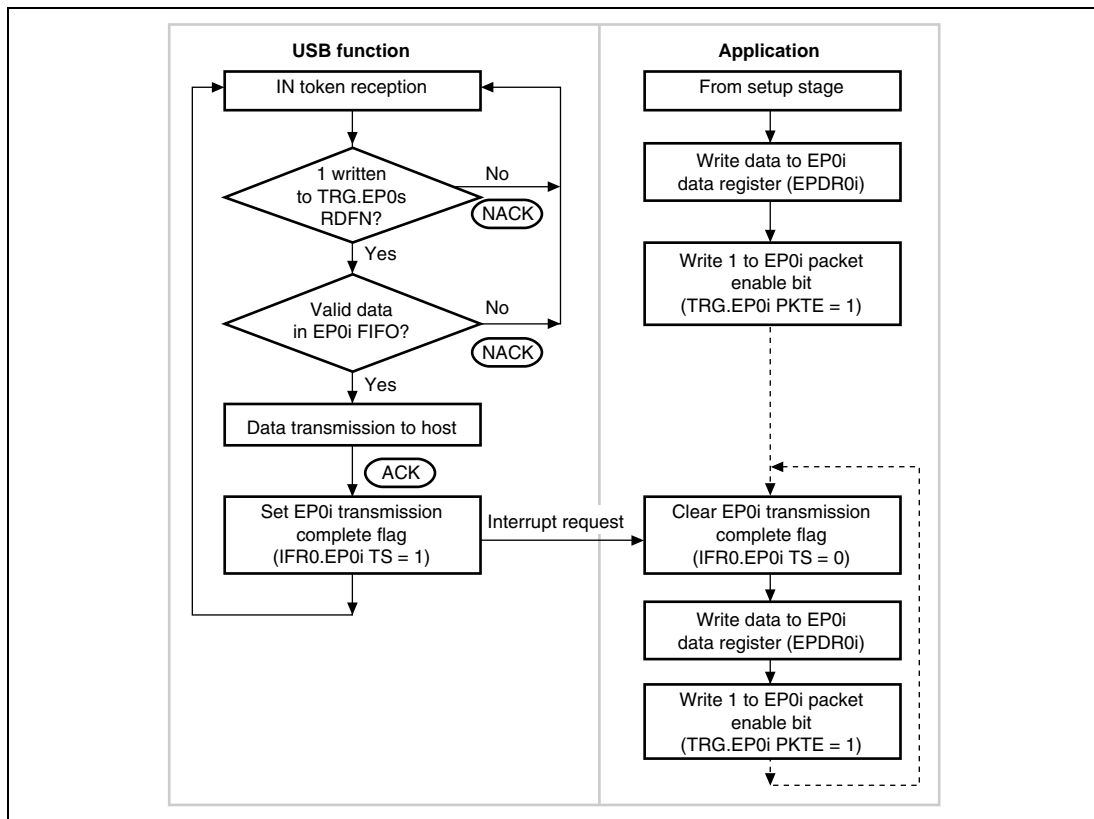 USB function
IN token reception
1 written
to TRG.EP0s
RDFN?
No
NACK
Yes
Valid data
in EP0i FIFO?
No
NACK
Yes
Data transmission to host
ACK
Set EP0i transmission
complete flag
(IFR0.EP0i TS = 1)
Interrupt request
Application
From setup stage
Write data to EP0i
data register (EPDR0i)
Write 1 to EP0i packet
enable bit
(TRG.EP0i PKTE = 1)
Clear EP0i transmission
complete flag
(IFR0.EP0i TS = 0)
Write data to EP0i
data register (EPDR0i)
Write 1 to EP0i packet
enable bit
(TRG.EP0i PKTE = 1)